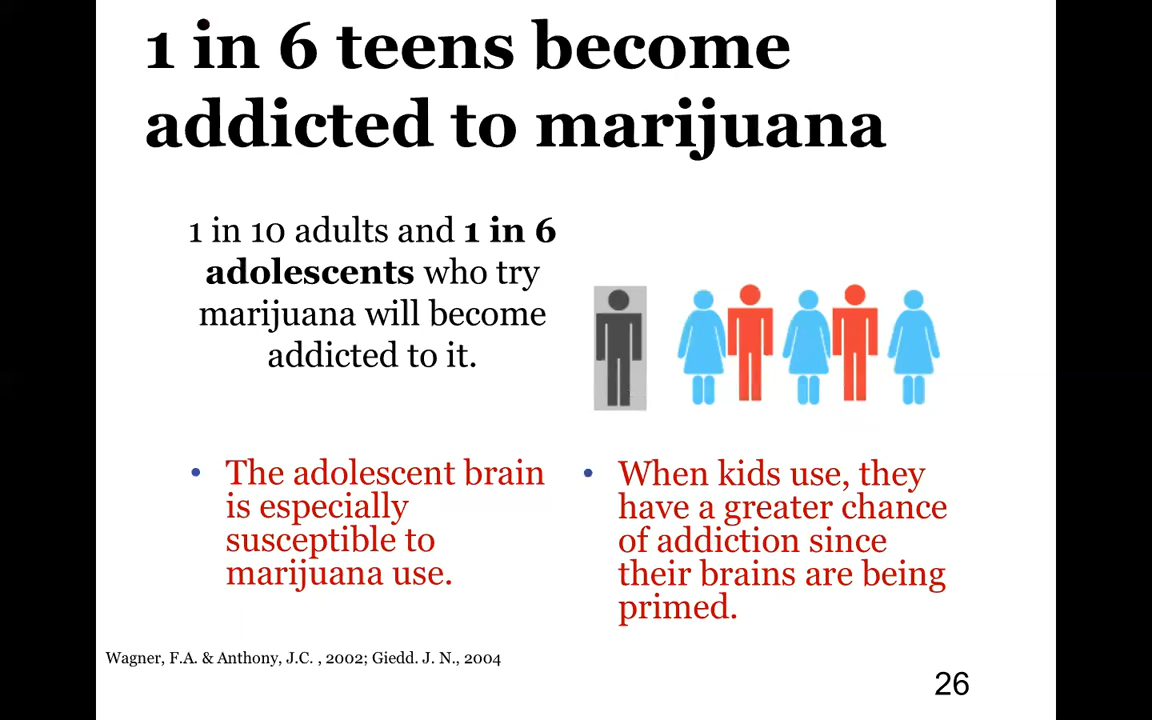 1 in 6 teens become
addicted to marijuana
1 in 10 adults and 1 in 6
adolescents who try
marijuana will become
addicted to it.
• The adolescent brain
is especially
susceptible to
marijuana use.
• When kids use, they
have a greater chance
of addiction since
their brains are being
primed.
Wagner, F.A. & Anthony, J.C. , 2002; Giedd. J. N., 2004
26